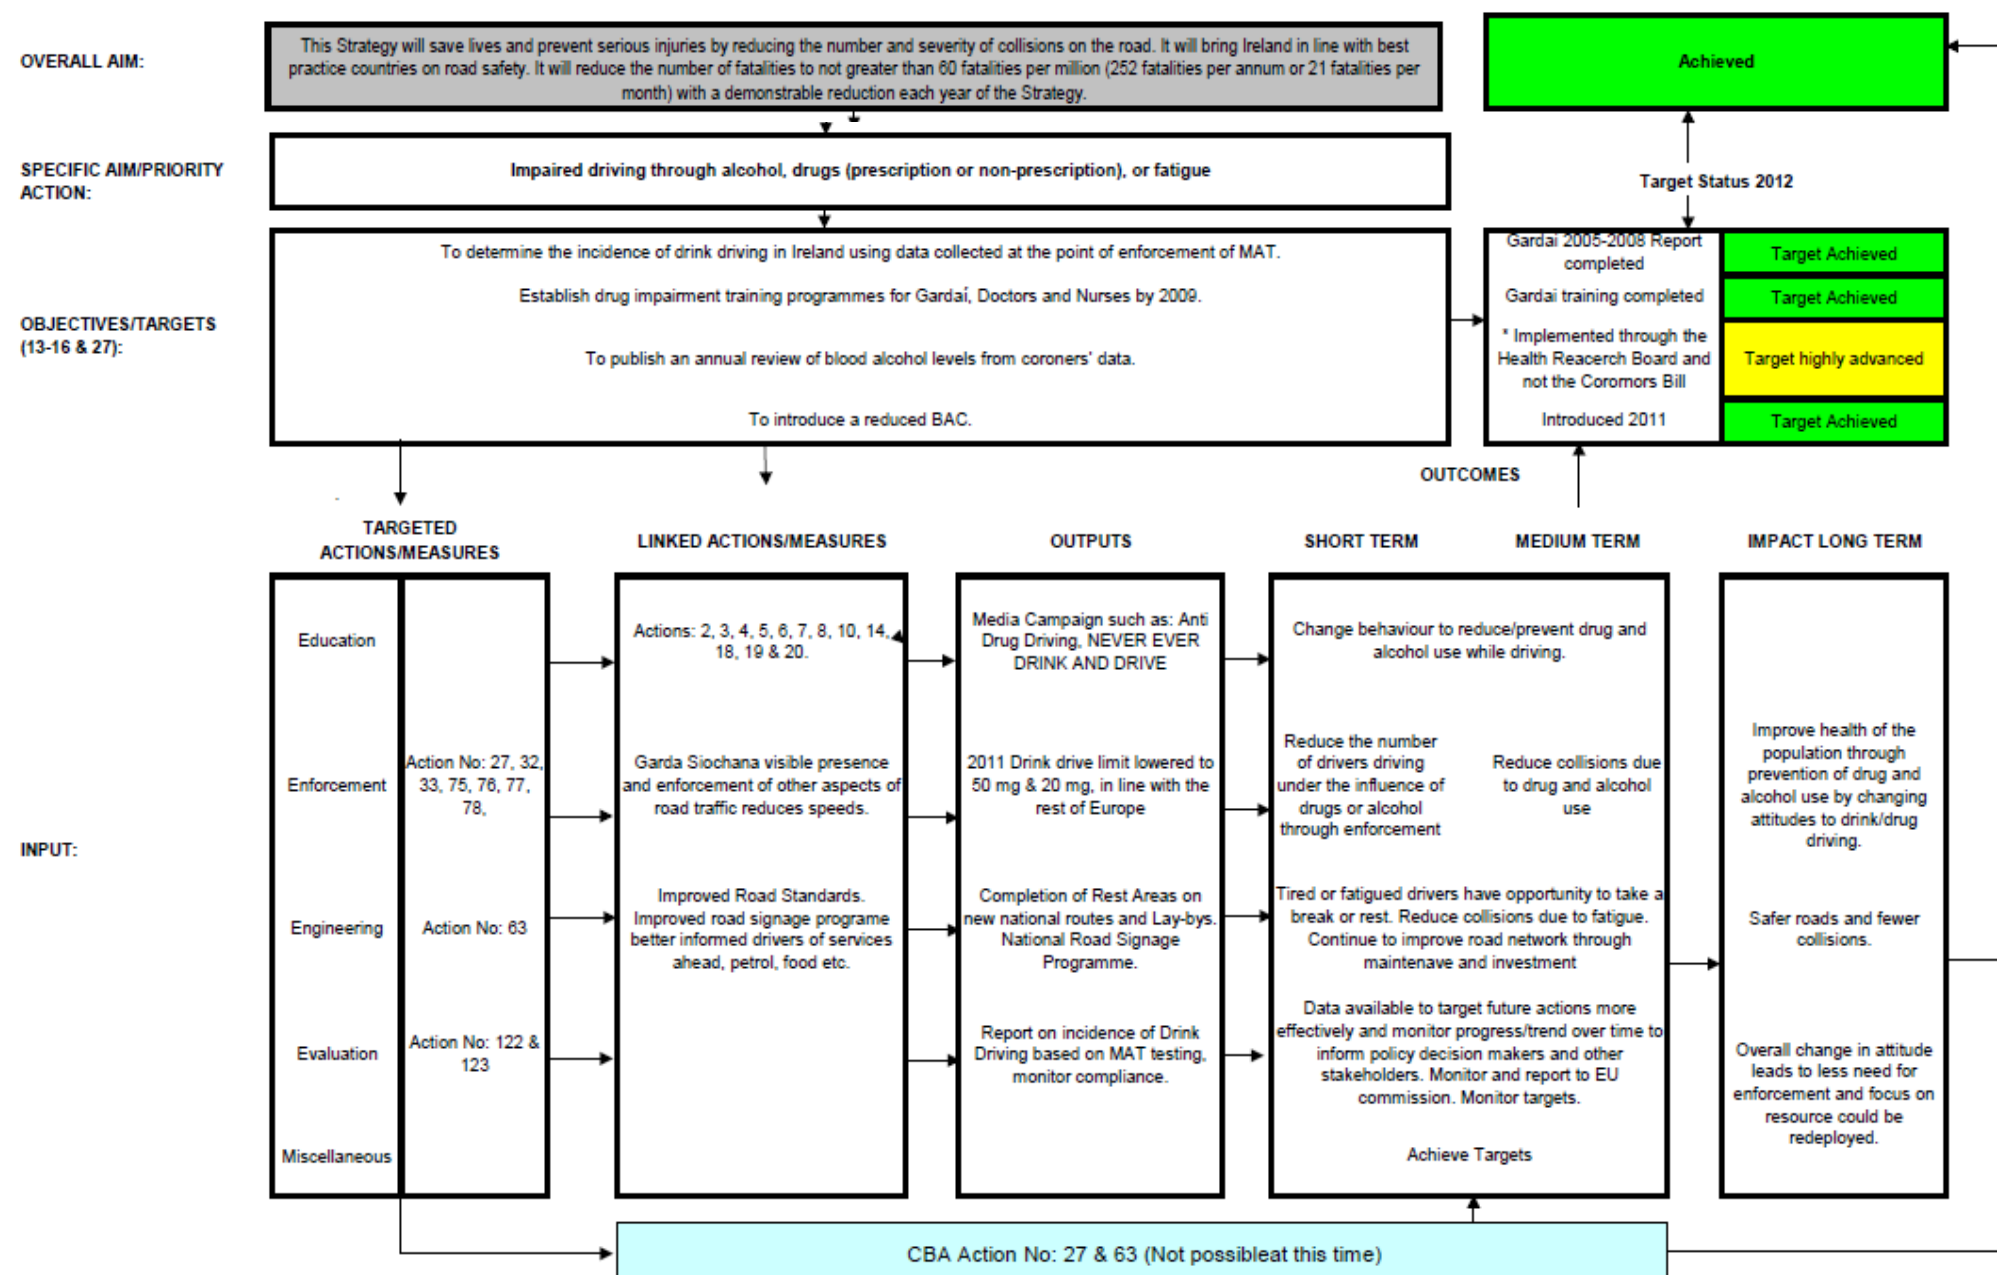 OVERALL AIM:
This Strategy will save lives and prevent serious injuries by reducing the number and severity of collisions on the road. It will bring Ireland in line with best
practice countries on road safety. It will reduce the number of fatalities to not greater than 60 fatalities per million (252 fatalities per annum or 21 fatalities per
month) with a demonstrable reduction each year of the Strategy.
Achieved
SPECIFIC AIM/PRIORITY
ACTION:
Impaired driving through alcohol, drugs (prescription or non-prescription), or fatigue
Target Status 2012
OBJECTIVES/TARGETS
(13-16 & 27):
To determine the incidence of drink driving in Ireland using data collected at the point of enforcement of MAT.
Establish drug impairment training programmes for Gardaí, Doctors and Nurses by 2009.
To publish an annual review of blood alcohol levels from coroners' data.
To introduce a reduced BAC.
Gardai 2005-2008 Report
completed
Target Achieved
Gardai training completed
Target Achieved
* Implemented through the
Health Reacerch Board and
not the Coromors Bill
Target highly advanced
Introduced 2011
Target Achieved
OUTCOMES
TARGETED
ACTIONS/MEASURES
LINKED ACTIONS/MEASURES
OUTPUTS
SHORT TERM
MEDIUM TERM
IMPACT LONG TERM
INPUT:
Education
Enforcement
Engineering
Evaluation
Miscellaneous
Action No: 27, 32,
33, 75, 76, 77,
78,
Action No: 63
Action No: 122 &
123
Actions: 2, 3, 4, 5, 6, 7, 8, 10, 14,
18, 19 & 20.
Garda Siochana visible presence
and enforcement of other aspects of
road traffic reduces speeds.
Improved Road Standards.
Improved road signage programe
better informed drivers of services
ahead, petrol, food etc.
Media Campaign such as: Anti
Drug Driving, NEVER EVER
DRINK AND DRIVE
2011 Drink drive limit lowered to
50 mg & 20 mg, in line with the
rest of Europe
Completion of Rest Areas on
new national routes and Lay-bys.
National Road Signage
Programme.
Report on incidence of Drink
Driving based on MAT testing,
monitor compliance.
Change behaviour to reduce/prevent drug and
alcohol use while driving.
Reduce the number
of drivers driving
under the influence of
drugs or alcohol
through enforcement
Reduce collisions due
to drug and alcohol
use
Tired or fatigued drivers have opportunity to take a
break or rest. Reduce collisions due to fatigue.
Continue to improve road network through
maintenave and investment
Data available to target future actions more
effectively and monitor progress/trend over time to
inform policy decision makers and other
stakeholders. Monitor and report to EU
commission. Monitor targets.
Achieve Targets
Improve health of the
population through
prevention of drug and
alcohol use by changing
attitudes to drink/drug
driving.
Safer roads and fewer
collisions.
Overall change in attitude
leads to less need for
enforcement and focus on
resource could be
redeployed.
CBA Action No: 27 & 63 (Not possibleat this time)